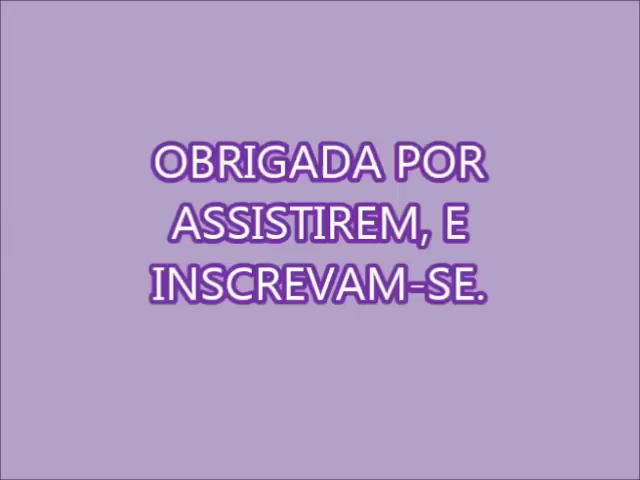 OBRIGADA POR
ASSISTIREM, E
INSCREVAM-SE.